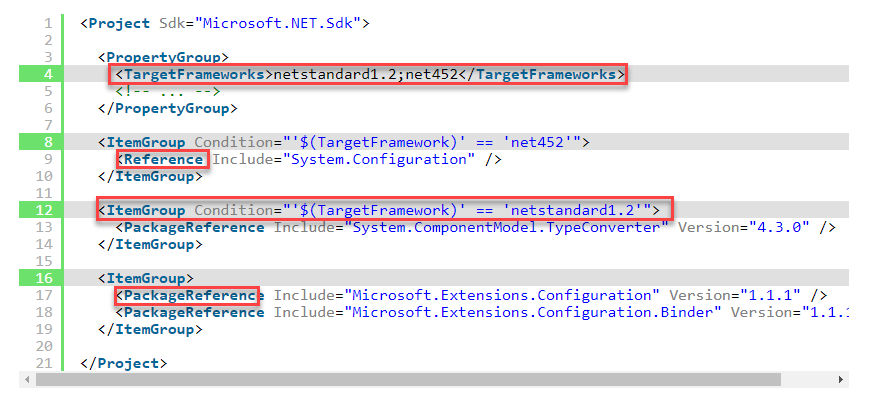 1 <Project Sdk="Microsoft.NET.Sdk">
2
3 <PropertyGroup>
4 <TargetFrameworks>netstandard1.2;net452</TargetFrameworks>
5 <!-- ... -->
6 </PropertyGroup>
7
8 <ItemGroup Condition="'$(TargetFramework)' == 'net452'">
9 <Reference Include="System.Configuration" />
10 </ItemGroup>
11
12 <ItemGroup Condition="'$(TargetFramework)' == 'netstandard1.2'">
13 <PackageReference Include="System.ComponentModel.TypeConverter" Version="4.3.0" />
14 </ItemGroup>
15
16 <ItemGroup>
17 <PackageReference Include="Microsoft.Extensions.Configuration" Version="1.1.1" />
18 <PackageReference Include="Microsoft.Extensions.Configuration.Binder" Version="1.1.1
19 </ItemGroup>
20
21 </Project>